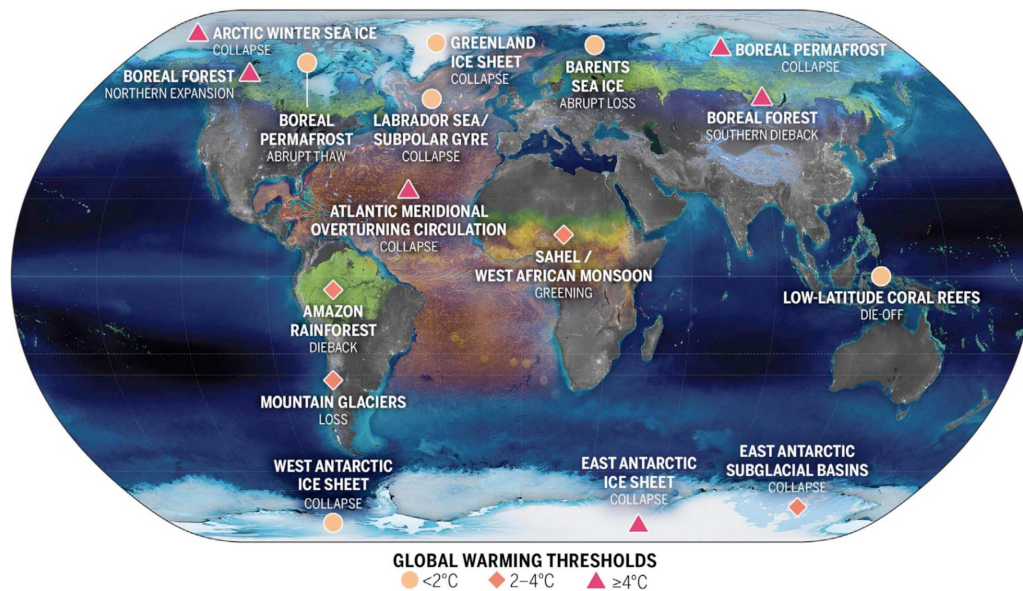 ARCTIC WINTER SEA ICE
COLLAPSE
GREENLAND
ICE SHEET
COLLAPSE
BARENTS
SEA ICE
ABRUPT LOSS
BOREAL PERMAFROST
COLLAPSE
BOREAL FOREST
NORTHERN EXPANSION
BOREAL
PERMAFROST
ABRUPT THAW
LABRADOR SEA/
SUBPOLAR GYRE
COLLAPSE
BOREAL FOREST
SOUTHERN DIEBACK
ATLANTIC MERIDIONAL
OVERTURNING CIRCULATION
COLLAPSE
SAHEL /
WEST AFRICAN MONSOON
GREENING
LOW-LATITUDE CORAL REEFS
DIE-OFF
AMAZON
RAINFOREST
DIEBACK
MOUNTAIN GLACIERS
LOSS
WEST ANTARCTIC
ICE SHEET
COLLAPSE
EAST ANTARCTIC
ICE SHEET
COLLAPSE
EAST ANTARCTIC
SUBGLACIAL BASINS
COLLAPSE
GLOBAL WARMING THRESHOLDS
<2°C 2–4°C ≥4°C